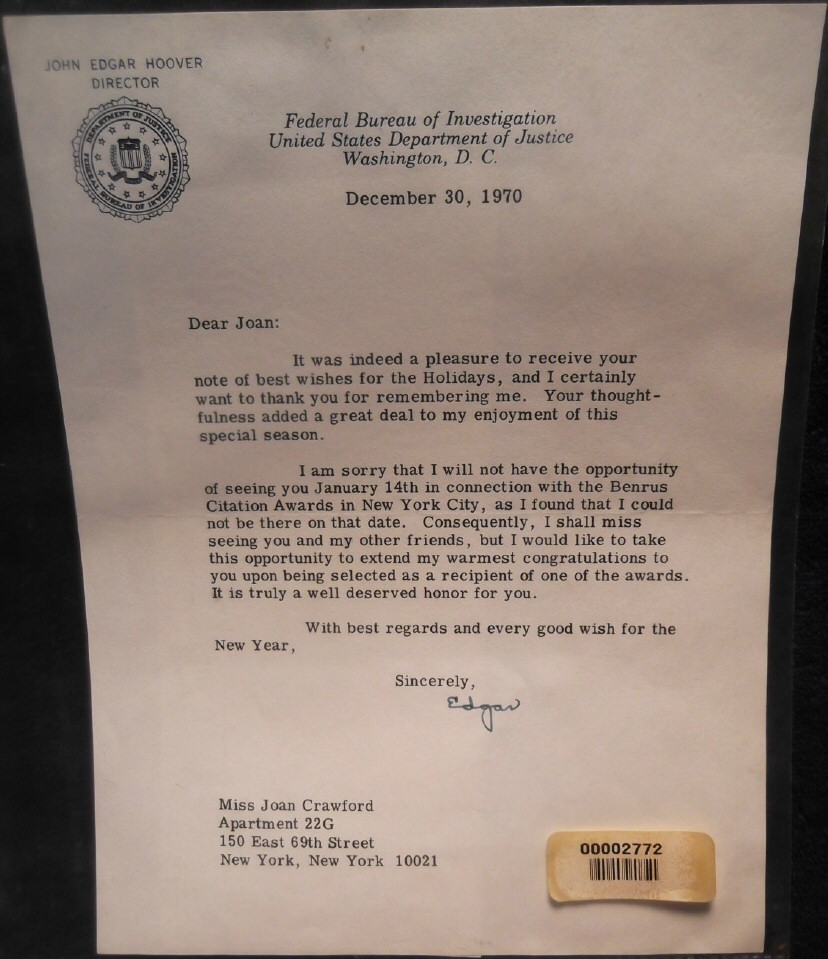 JOHN EDGAR HOOVER
DIRECTOR
DEPARTMENT OF JUSTICE
FEDERAL BUREAU OF INVESTIGATION
Federal Bureau of Investigation
United States Department of Justice
Washington, D. C.
December 30, 1970
Dear Joan:
It was indeed a pleasure to receive your
note of best wishes for the Holidays, and I certainly
want to thank you for remembering me. Your thought-
fulness added a great deal to my enjoyment of this
special season.
I am sorry that I will not have the opportunity
of seeing you January 14th in connection with the Benrus
Citation Awards in New York City, as I found that I could
not be there on that date. Consequently, I shall miss
seeing you and my other friends, but I would like to take
this opportunity to extend my warmest congratulations to
you upon being selected as a recipient of one of the awards.
It is truly a well deserved honor for you.
With best regards and every good wish for the
New Year,
Sincerely,
Edgar
Miss Joan Crawford
Apartment 22G
150 East 69th Street
New York, New York 10021
00002772